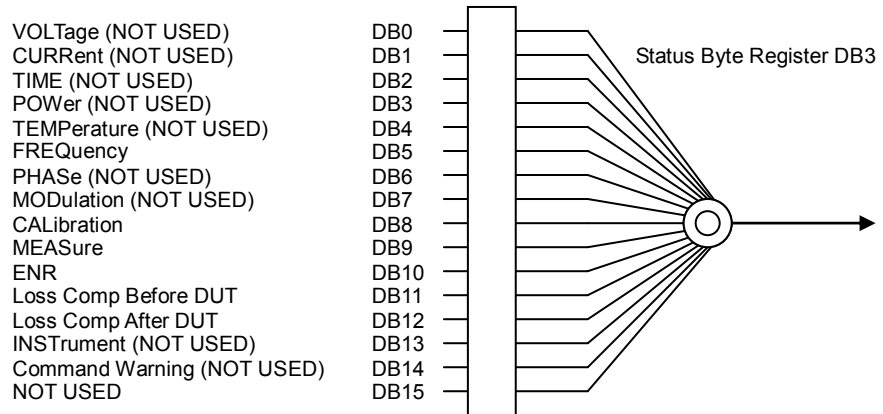 VOLTage (NOT USED) DB0
CURRent (NOT USED) DB1 Status Byte Register DB3
TIME (NOT USED) DB2
POWer (NOT USED) DB3
TEMPerature (NOT USED) DB4
FREQuency DB5
PHASe (NOT USED) DB6
MODulation (NOT USED) DB7
CALibration DB8
MEASure DB9
ENR DB10
Loss Comp Before DUT DB11
Loss Comp After DUT DB12
INSTrument (NOT USED) DB13
Command Warning (NOT USED) DB14
NOT USED DB15